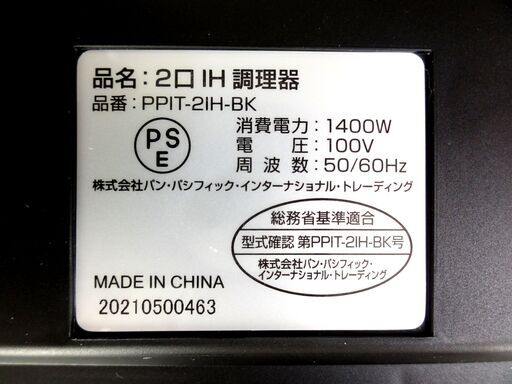 品名：2口IH 調理器
品番：PPIT-2IH-BK
PS
E
消費電力：1400W
電圧：100V
周波数：50/60Hz
株式会社パン・パシフィック・インターナショナル・トレーディング
総務省基準適合
型式確認 第PPIT-2IH-BK号
株式会社パン・パシフィック・
インターナショナル・トレーディング
MADE IN CHINA
20210500463